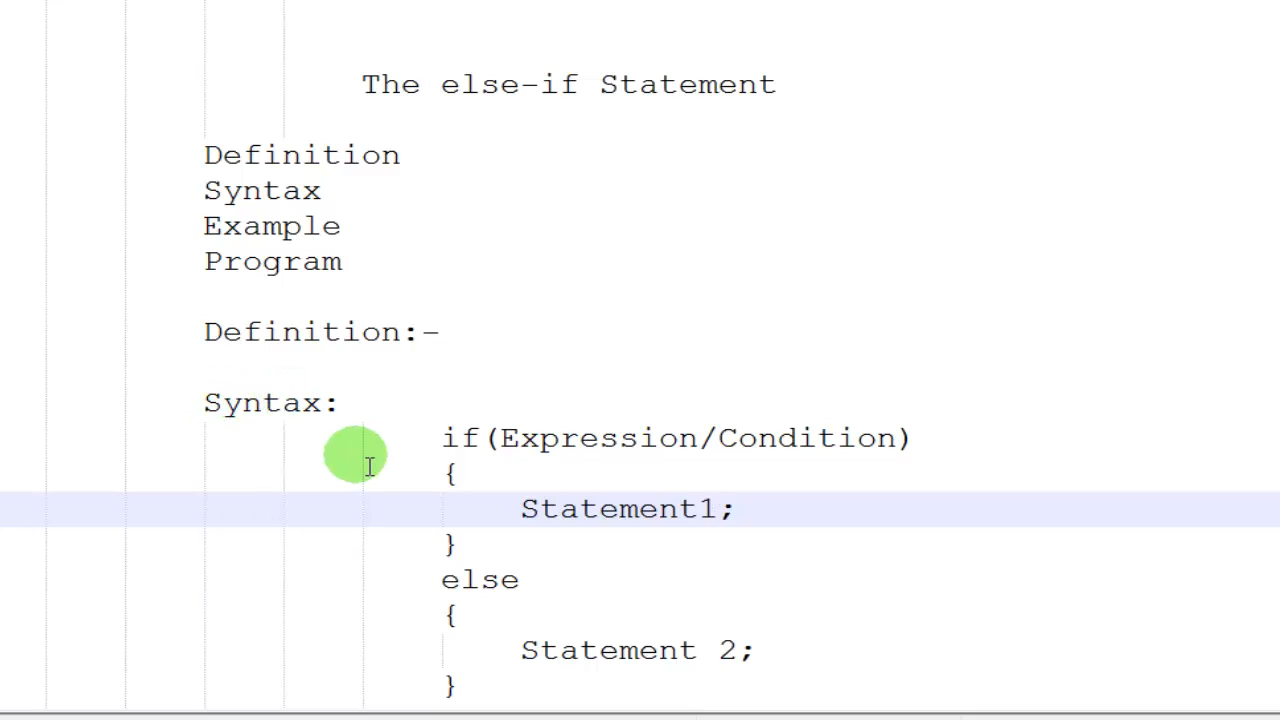 The else-if Statement
Definition
Syntax
Example
Program
Definition:-
Syntax:
if(Expression/Condition)
{
Statement1;
}
else
{
Statement 2;
}